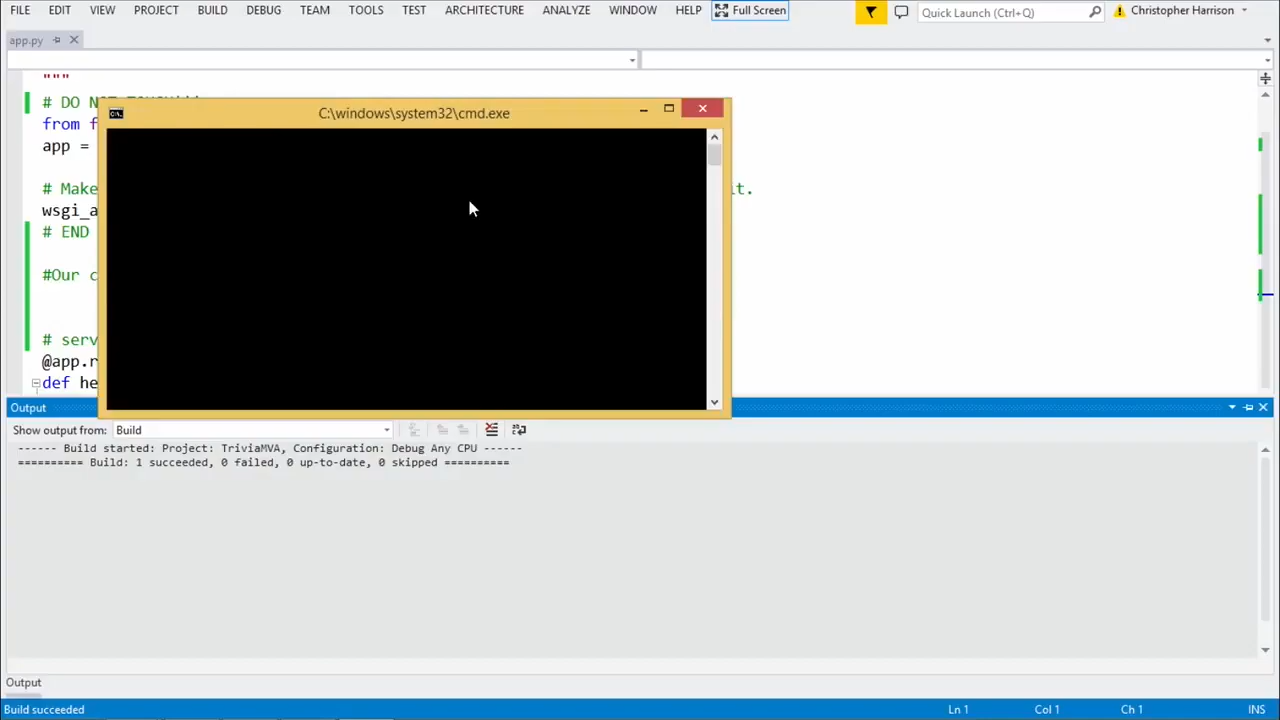 FILE EDIT VIEW PROJECT BUILD DEBUG TEAM TOOLS TEST ARCHITECTURE ANALYZE WINDOW HELP Full Screen Quick Launch (Ctrl+Q) Christopher Harrison
app.py
"""
# DO
from f
app =
# Make it.
wsgi_a
# END
#Our c
# serv
@app.r
def he
C:\windows\system32\cmd.exe
Output
Show output from: Build
------ Build started: Project: TriviaMVA, Configuration: Debug Any CPU ------
========== Build: 1 succeeded, 0 failed, 0 up-to-date, 0 skipped ==========
Output
Build succeeded Ln 1 Col 1 Ch 1 INS